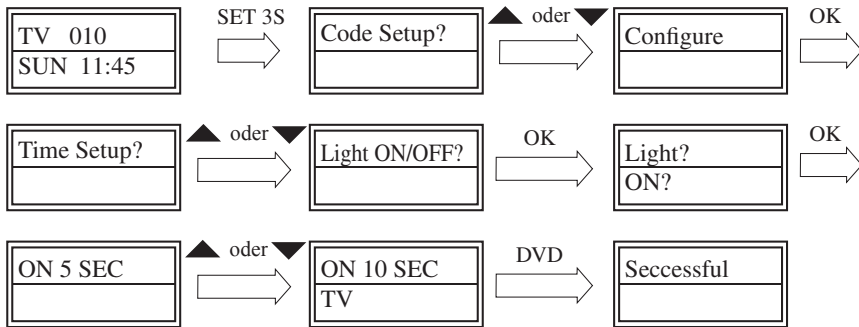 TV 010
SUN 11:45
SET 3S
Code Setup?
oder
Configure
OK
Time Setup?
oder
Light ON/OFF?
OK
Light?
ON?
OK
ON 5 SEC
oder
ON 10 SEC
TV
DVD
Seccessful